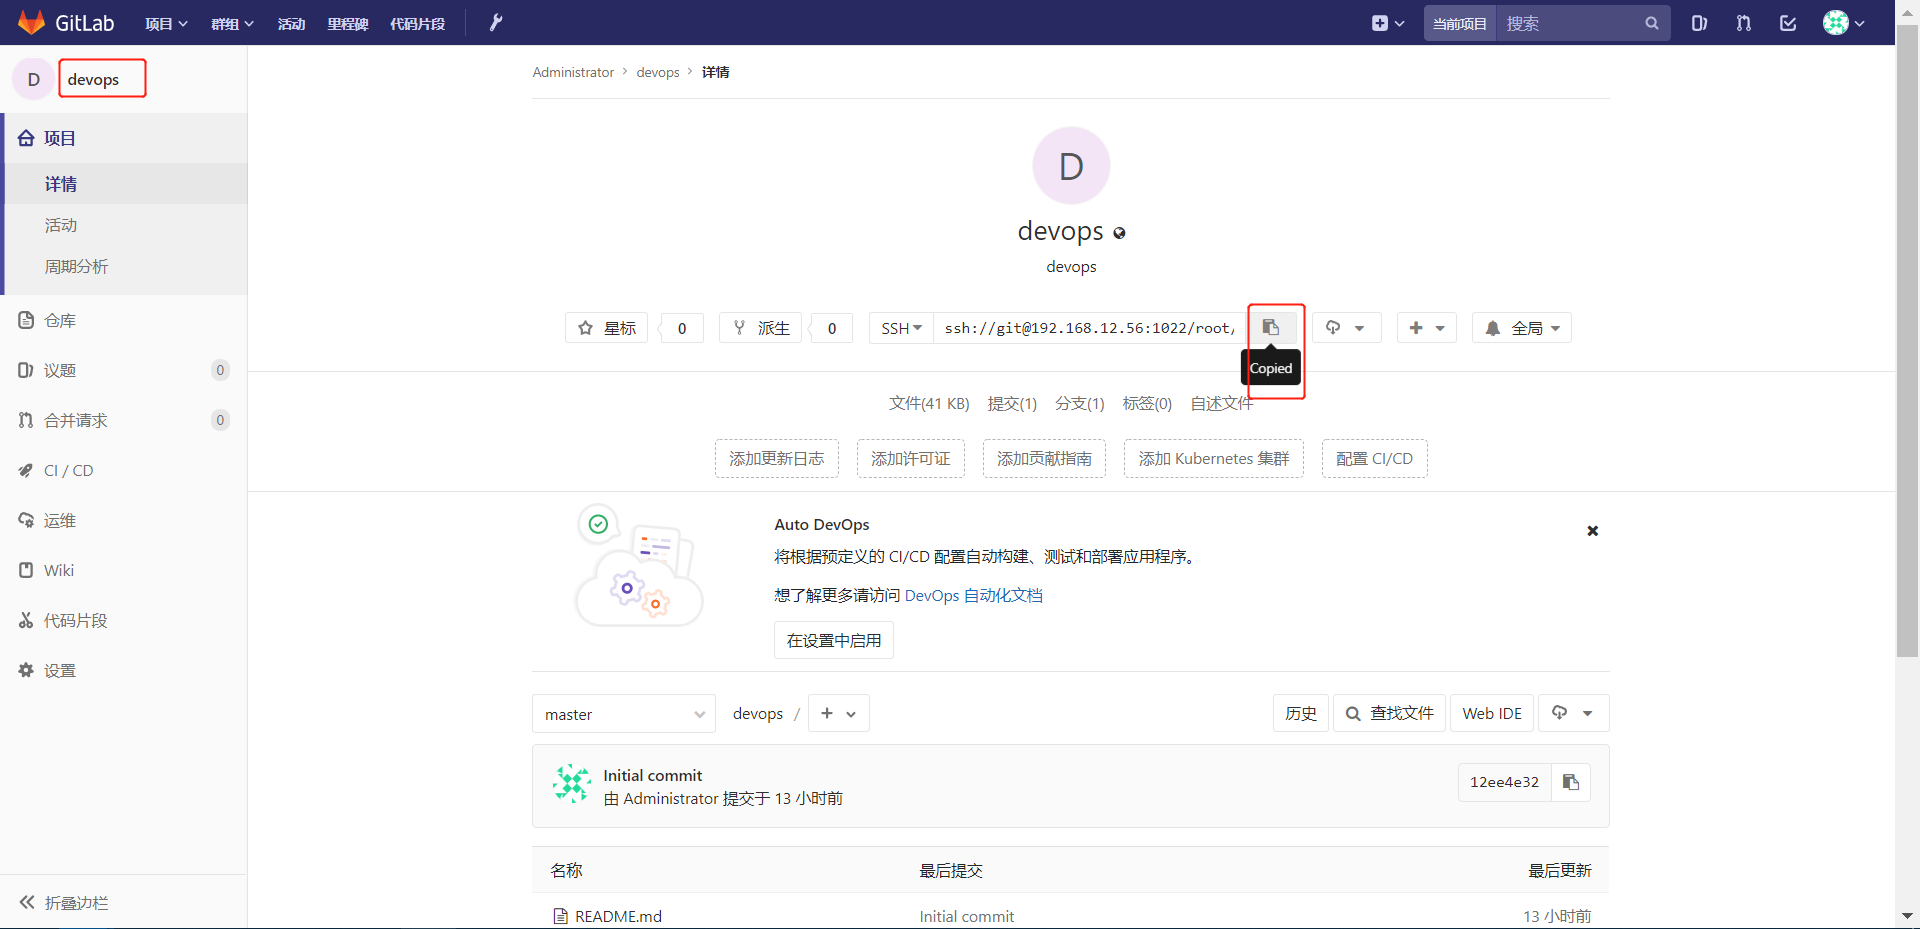 GitLab 项目 群组 活动 里程碑 代码片段 当前项目 搜索
D devops
项目
详情
活动
周期分析
仓库
议题 0
合并请求 0
CI / CD
运维
Wiki
代码片段
设置
折叠边栏
Administrator devops 详情
D
devops
devops
星标 0 派生 0 SSH ssh://git@192.168.12.56:1022/root/ 全局
Copied
文件(41 KB) 提交(1) 分支(1) 标签(0) 自述文件
添加更新日志 添加许可证 添加贡献指南 添加 Kubernetes 集群 配置 CI/CD
Auto DevOps
将根据预定义的 CI/CD 配置自动构建、测试和部署应用程序。
想了解更多请访问 DevOps 自动化文档
在设置中启用
master devops / 历史 查找文件 Web IDE
Initial commit 12ee4e32
由 Administrator 提交于 13 小时前
名称 最后提交 最后更新
README.md Initial commit 13 小时前